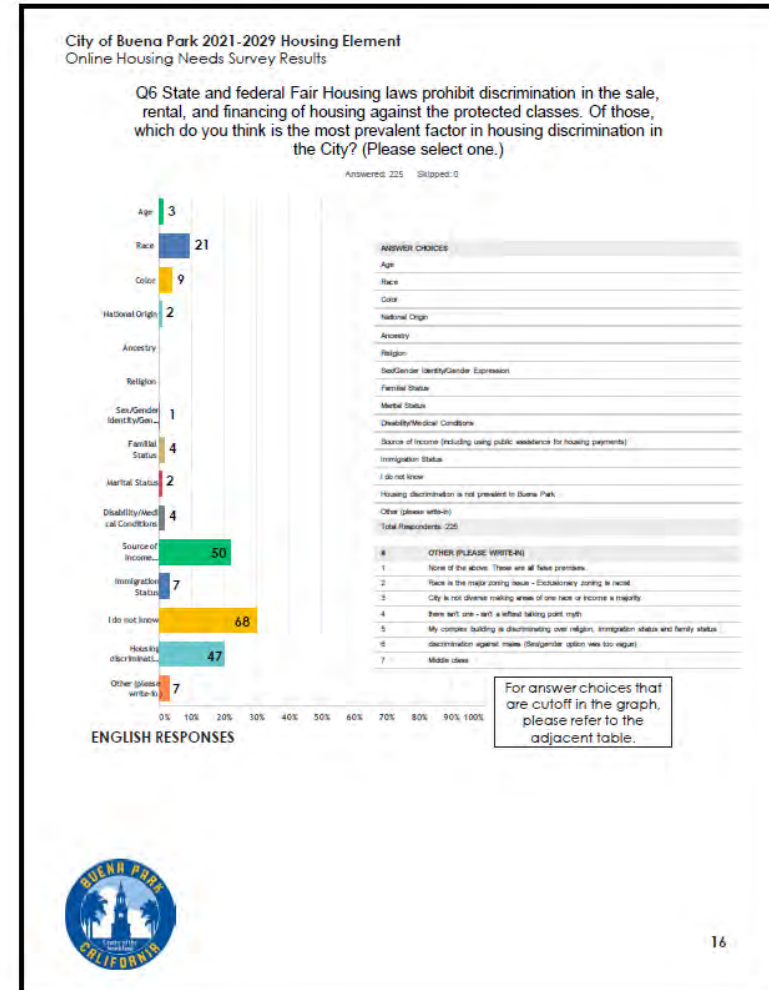 City of Buena Park 2021-2029 Housing Element
Online Housing Needs Survey Results
Q6 State and federal Fair Housing laws prohibit discrimination in the sale,
rental, and financing of housing against the protected classes. Of those,
which do you think is the most prevalent factor in housing discrimination in
the City? (Please select one.)
Answered: 225 Skipped: 0
Age 3
Race 21
Color 9
National Origin 2
Ancestry
Religion
Sex/Gender
Identity/Gen... 1
Familial
Status 4
Marital Status 2
Disability/Medi
cal Conditions 4
Source of
Income... 50
Immigration
Status 7
I do not know 68
Housing
discriminati... 47
Other (please
write-in) 7
0% 10% 20% 30% 40% 50% 60% 70% 80% 90% 100%
ENGLISH RESPONSES
ANSWER CHOICES
Age
Race
Color
National Origin
Ancestry
Religion
Sex/Gender Identity/Gender Expression
Familial Status
Marital Status
Disability/Medical Conditions
Source of Income (including using public assistance for housing payments)
Immigration Status
I do not know
Housing discrimination is not prevalent in Buena Park
Other (please write-in)
Total Respondents: 225
# OTHER (PLEASE WRITE-IN)
1 None of the above. These are all false premises.
2 Race is the major zoning issue - Exclusionary zoning is racist
3 City is not diverse making areas of one race or income a majority
4 there isn't one - isn't a leftest talking point myth
5 My complex building is discriminating over religion, immigration status and family status
6 discrimination against males (Sex/gender option was too vague)
7 Middle class
For answer choices that
are cutoff in the graph,
please refer to the
adjacent table.
BUENA PARK
CALIFORNIA
16